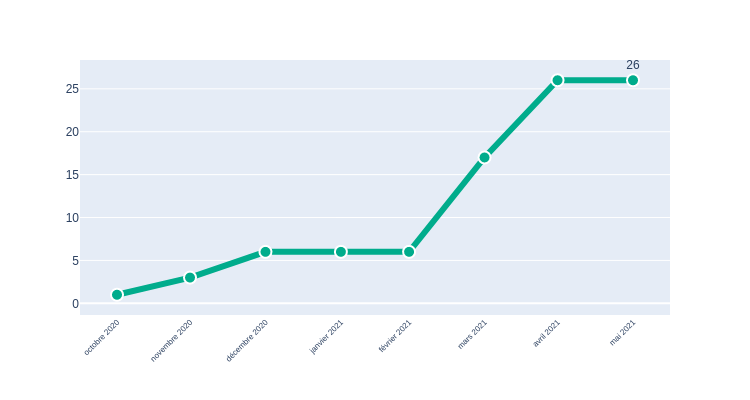 26
25
20
15
10
5
0
octobre 2020
novembre 2020
décembre 2020
janvier 2021
février 2021
mars 2021
avril 2021
mai 2021